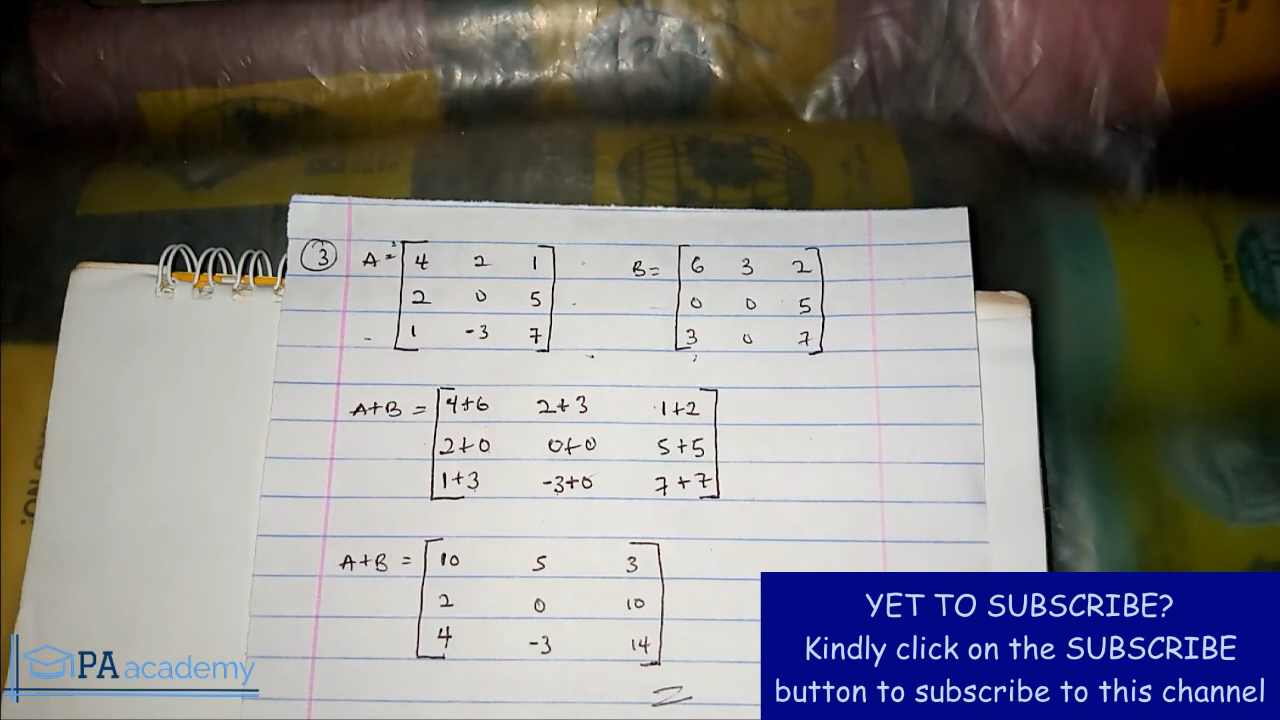 ③ A = [4 2 1 B = [6 3 2
2 0 5 0 0 5
1 -3 7] 3 0 7]
A+B = [4+6 2+3 1+2
2+0 0+0 5+5
1+3 -3+0 7+7]
A+B = [10 5 3
2 0 10
4 -3 14]
PA academy
YET TO SUBSCRIBE?
Kindly click on the SUBSCRIBE
button to subscribe to this channel